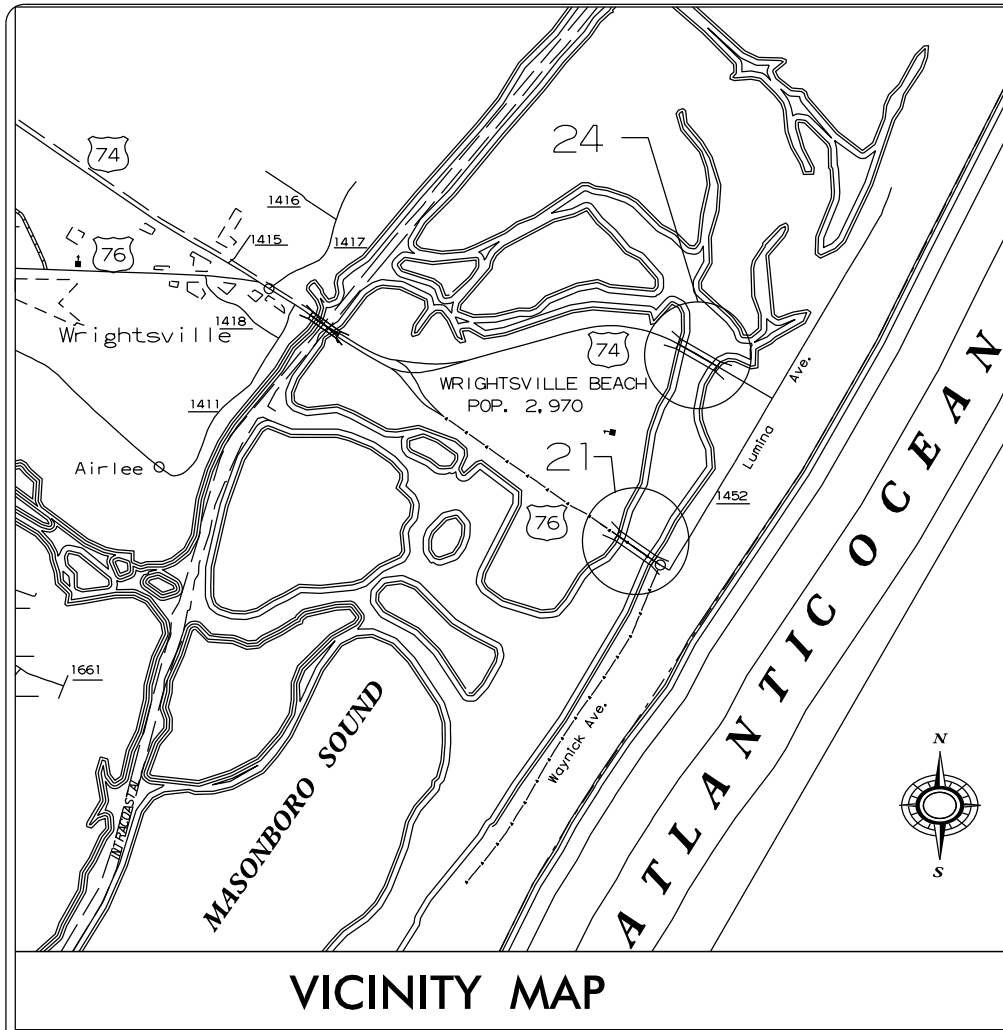 24
74
1416
1415
1417
76
Wrightsville
1418
74
WRIGHTSVILLE BEACH
POP. 2,970
Lumina Ave.
1411
Airlee
21
1452
76
ATLANTIC OCEAN
1661
MASONBORO SOUND
Waynick Ave.
INTRACOASTAL
N
S
VICINITY MAP